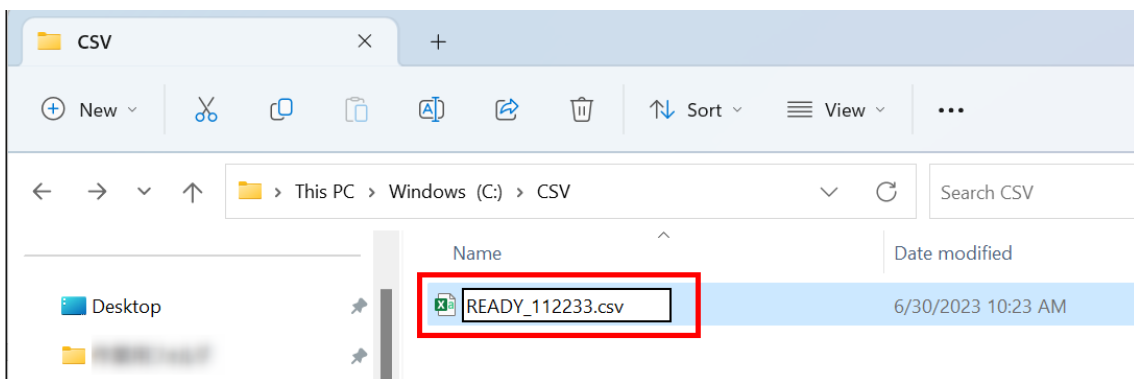 CSV
New
Sort
View
This PC > Windows (C:) > CSV
Search CSV
Name
Date modified
Desktop
READY_112233.csv
6/30/2023 10:23 AM